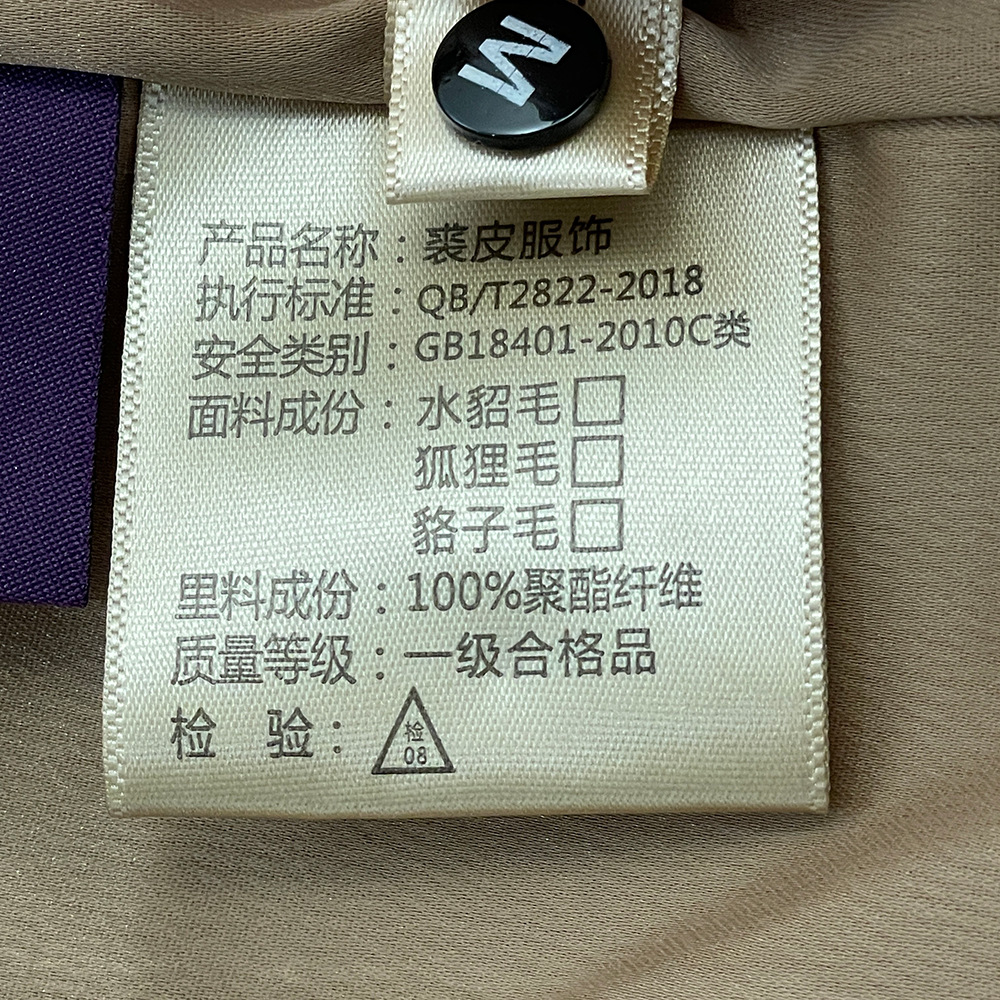 M
产品名称：裘皮服饰
执行标准：QB/T2822-2018
安全类别：GB18401-2010C类
面料成份：水貂毛□
狐狸毛□
貉子毛□
里料成份：100%聚酯纤维
质量等级：一级合格品
检 验：
检
08